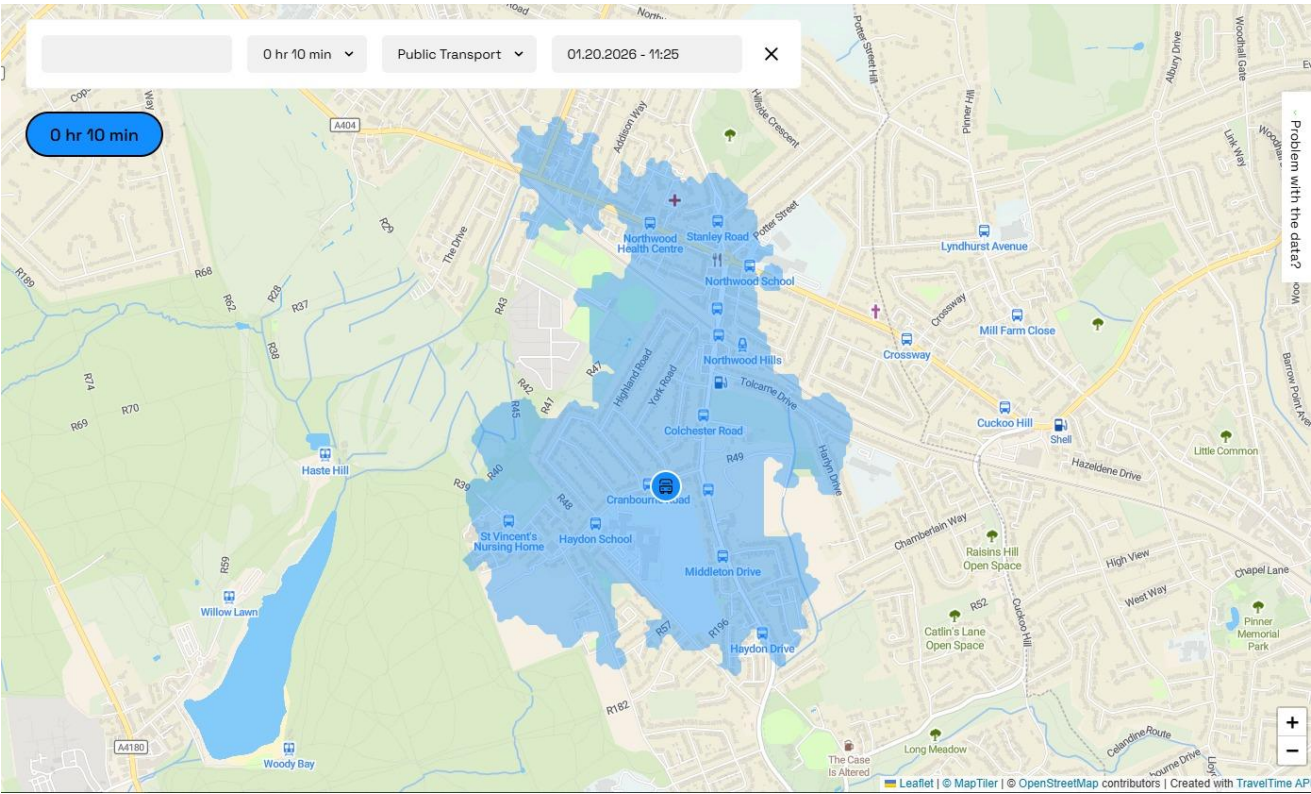 0 hr 10 min
Public Transport
01.20.2026 - 11:25
0 hr 10 min
Problem with the data?
Way
A404
Addison Way
Hillside Crescent
Potter Street Hill
Pinner Hill
Albury Drive
Woodhall Gate
Link Way
R29
The Drive
Northwood
Health Centre
Stanley Road
Potter Street
Lyndhurst Avenue
R189
R68
R62
R28
R37
R43
Northwood School
Crossway
Mill Farm Close
Crossway
R38
R47
Highland Road
York Road
Northwood Hills
Tolcarne Drive
Barrow Point Ave
R74
R70
R69
R42
R41
R45
Colchester Road
Cuckoo Hill
Shell
Little Common
Haste Hill
R40
R39
R49
Harlyn Drive
Hazeldene Drive
R48
St Vincent's
Nursing Home
Haydon School
Chamberlain Way
Raisins Hill
Open Space
High View
Chapel Lane
R59
Middleton Drive
West Way
Willow Lawn
R52
Cuckoo Hill
Catlin's Lane
Open Space
Pinner
Memorial
Park
R57
R196
Haydon Drive
R182
A4180
Woody Bay
The Case
Is Altered
Long Meadow
Celandine Route
+
−
Leaflet | © MapTiler | © OpenStreetMap contributors | Created with TravelTime AP